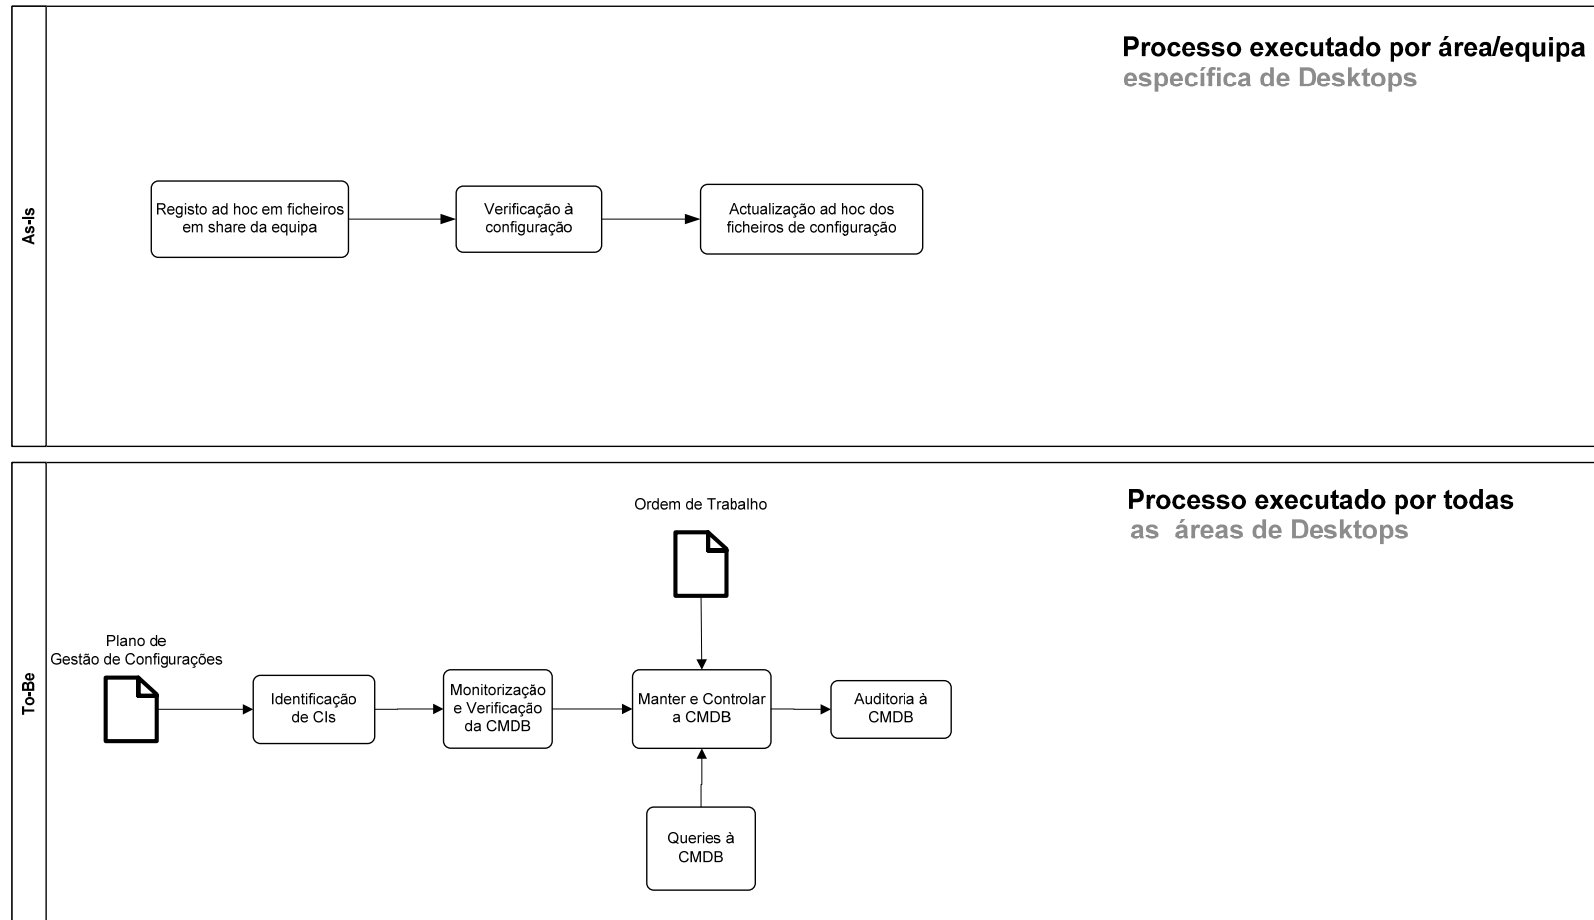 As-Is
Processo executado por área/equipa
específica de Desktops
Registo ad hoc em ficheiros
em share da equipa
Verificação à
configuração
Actualização ad hoc dos
ficheiros de configuração
To-Be
Processo executado por todas
as áreas de Desktops
Ordem de Trabalho
Plano de
Gestão de Configurações
Identificação
de CIs
Monitorização
e Verificação
da CMDB
Manter e Controlar
a CMDB
Auditoria à
CMDB
Queries à
CMDB